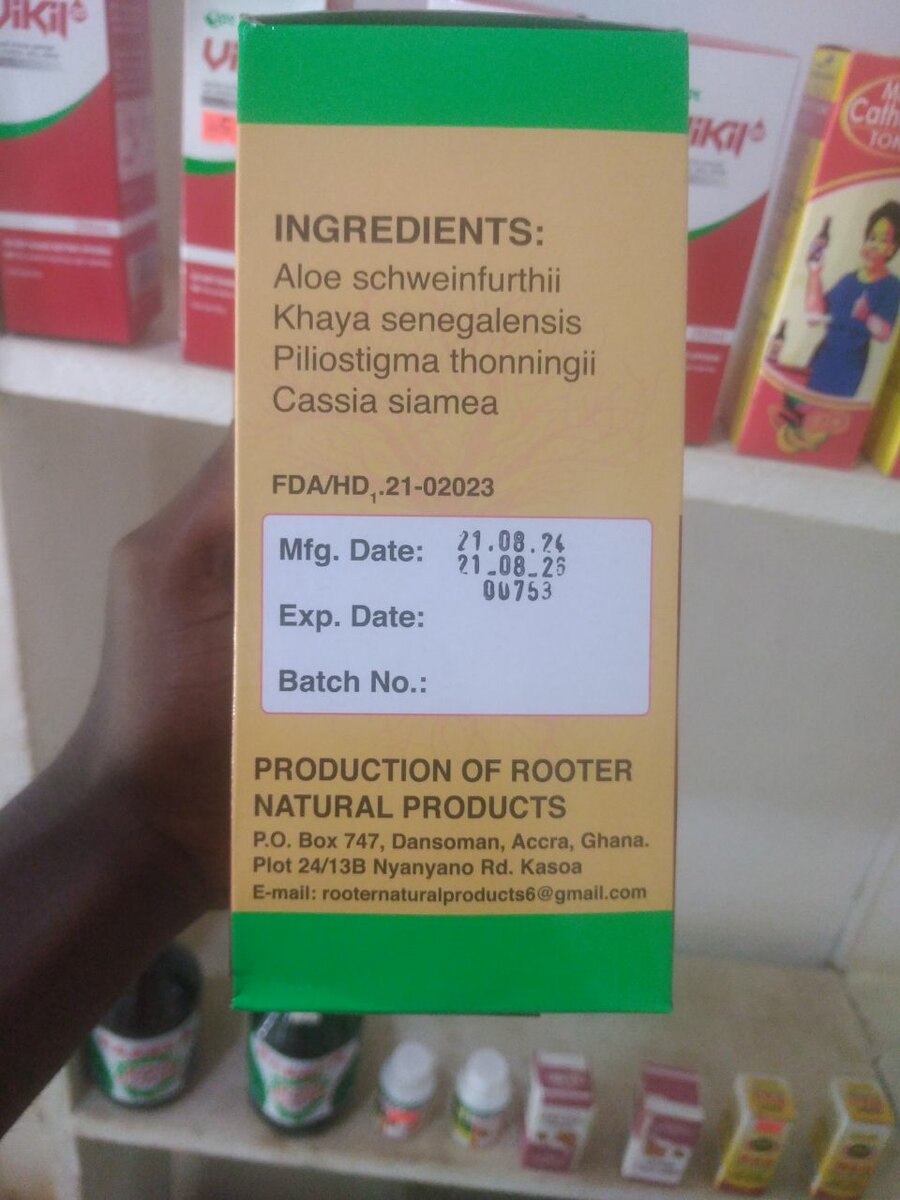 INGREDIENTS:
Aloe schweinfurthii
Khaya senegalensis
Piliostigma thonningii
Cassia siamea
FDA/HD1.21-02023
Mfg. Date: 21.08.24
21.08.26
00753
Exp. Date:
Batch No.:
PRODUCTION OF ROOTER
NATURAL PRODUCTS
P.O. Box 747, Dansoman, Accra, Ghana.
Plot 24/13B Nyanyano Rd. Kasoa
E-mail: rooternaturalproducts6@gmail.com